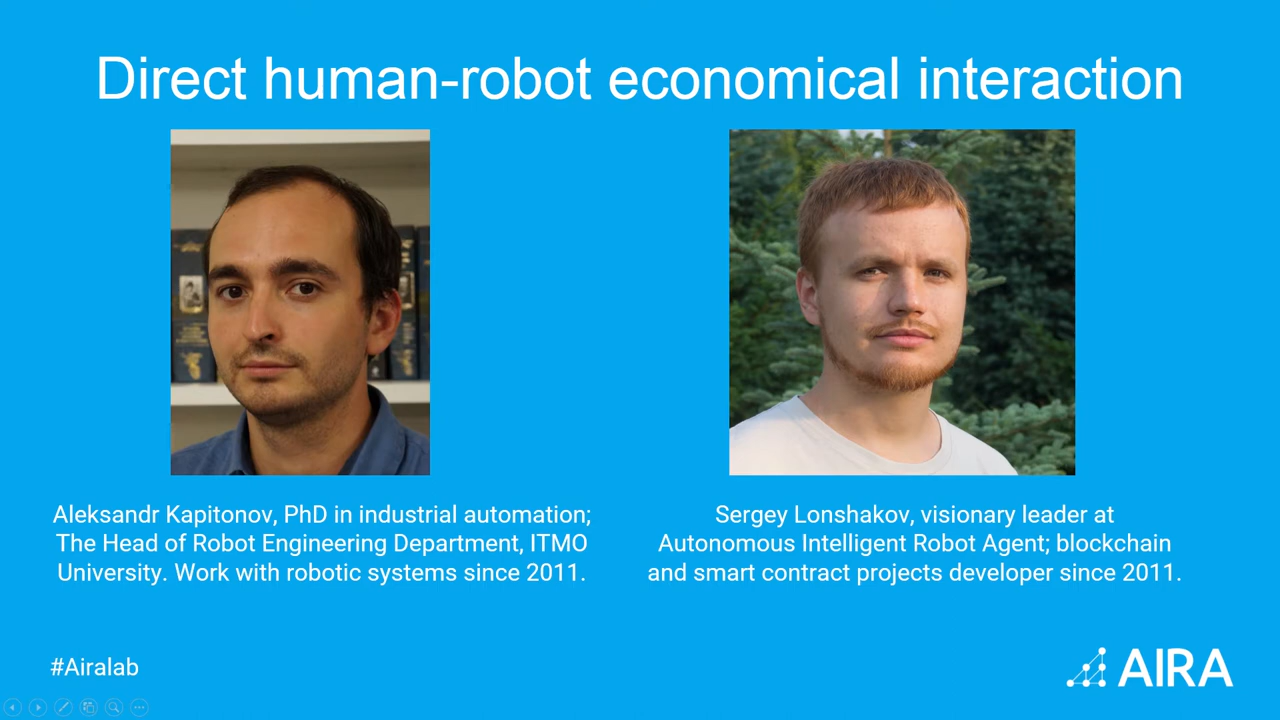 Direct human-robot economical interaction
Aleksandr Kapitonov, PhD in industrial automation;
The Head of Robot Engineering Department, ITMO
University. Work with robotic systems since 2011.
Sergey Lonshakov, visionary leader at
Autonomous Intelligent Robot Agent; blockchain
and smart contract projects developer since 2011.
#Airalab
AIRA